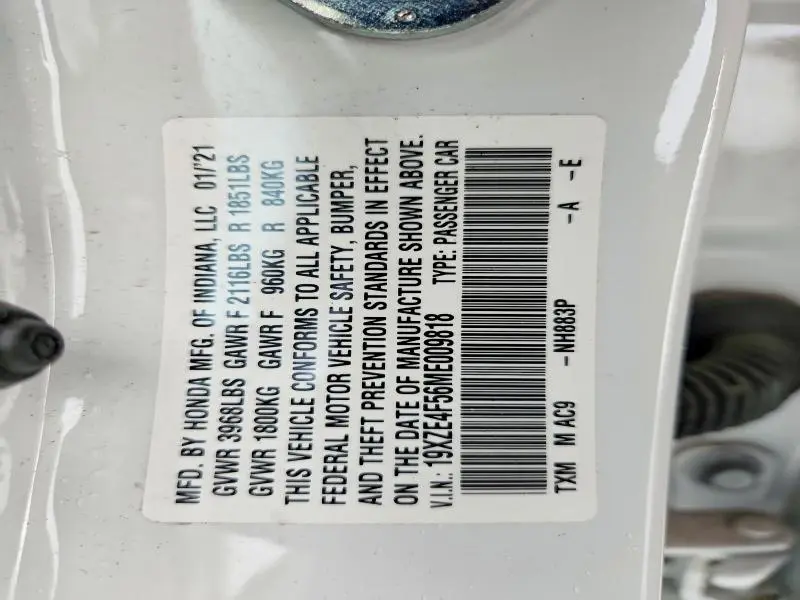 MFD. BY HONDA MFG. OF INDIANA, LLC 01/'21
GVWR 3968LBS GAWR F 2116LBS R 1851LBS
GVWR 1800KG GAWR F 960KG R 840KG
THIS VEHICLE CONFORMS TO ALL APPLICABLE
FEDERAL MOTOR VEHICLE SAFETY, BUMPER,
AND THEFT PREVENTION STANDARDS IN EFFECT
ON THE DATE OF MANUFACTURE SHOWN ABOVE.
V.I.N.: 19XZE4F56ME009818 TYPE: PASSENGER CAR
TXM M AC9 -NH883P -A -E